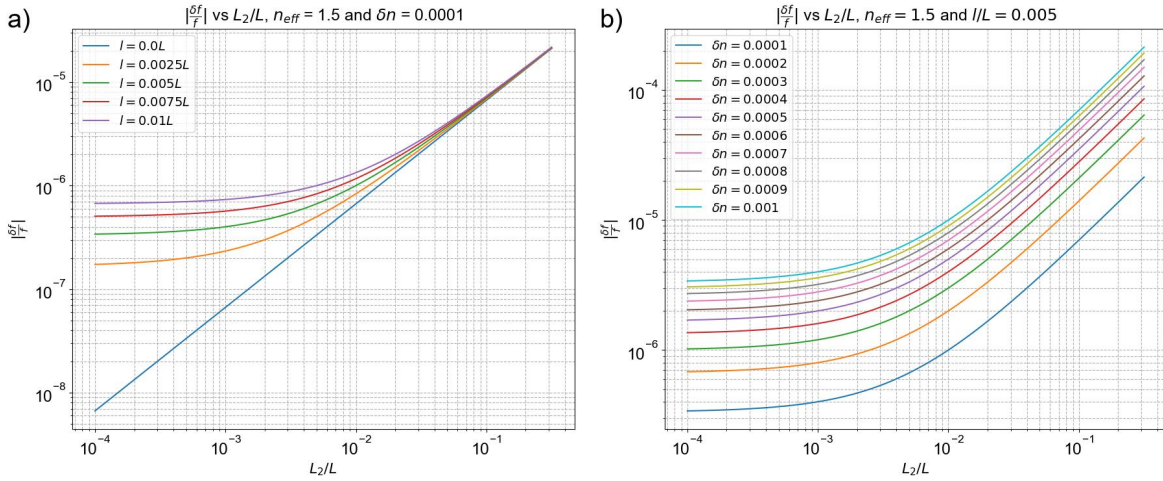 a)
|δf/f| vs L₂/L, n_eff = 1.5 and δn = 0.0001
l = 0.0L
l = 0.0025L
l = 0.005L
l = 0.0075L
l = 0.01L
|δf/f|
10⁻⁵
10⁻⁶
10⁻⁷
10⁻⁸
10⁻⁴
10⁻³
10⁻²
10⁻¹
L₂/L
b)
|δf/f| vs L₂/L, n_eff = 1.5 and l/L = 0.005
δn = 0.0001
δn = 0.0002
δn = 0.0003
δn = 0.0004
δn = 0.0005
δn = 0.0006
δn = 0.0007
δn = 0.0008
δn = 0.0009
δn = 0.001
|δf/f|
10⁻⁴
10⁻⁵
10⁻⁶
10⁻⁴
10⁻³
10⁻²
10⁻¹
L₂/L